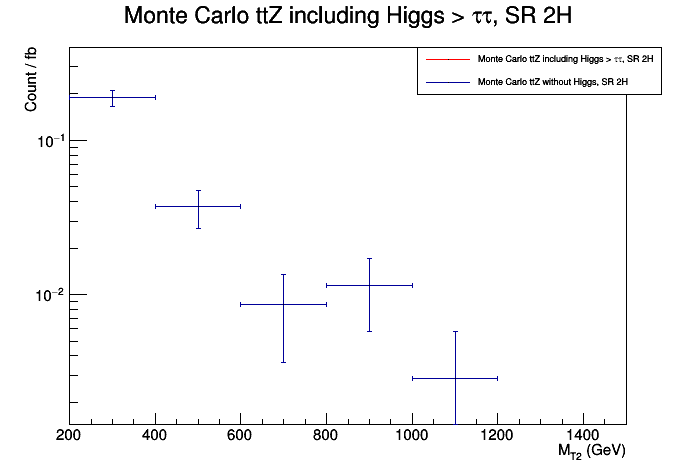 Monte Carlo ttZ including Higgs > ττ, SR 2H
Count / fb
Monte Carlo ttZ including Higgs > ττ, SR 2H
Monte Carlo ttZ without Higgs, SR 2H
10⁻¹
10⁻²
200 400 600 800 1000 1200 1400
M_T2 (GeV)